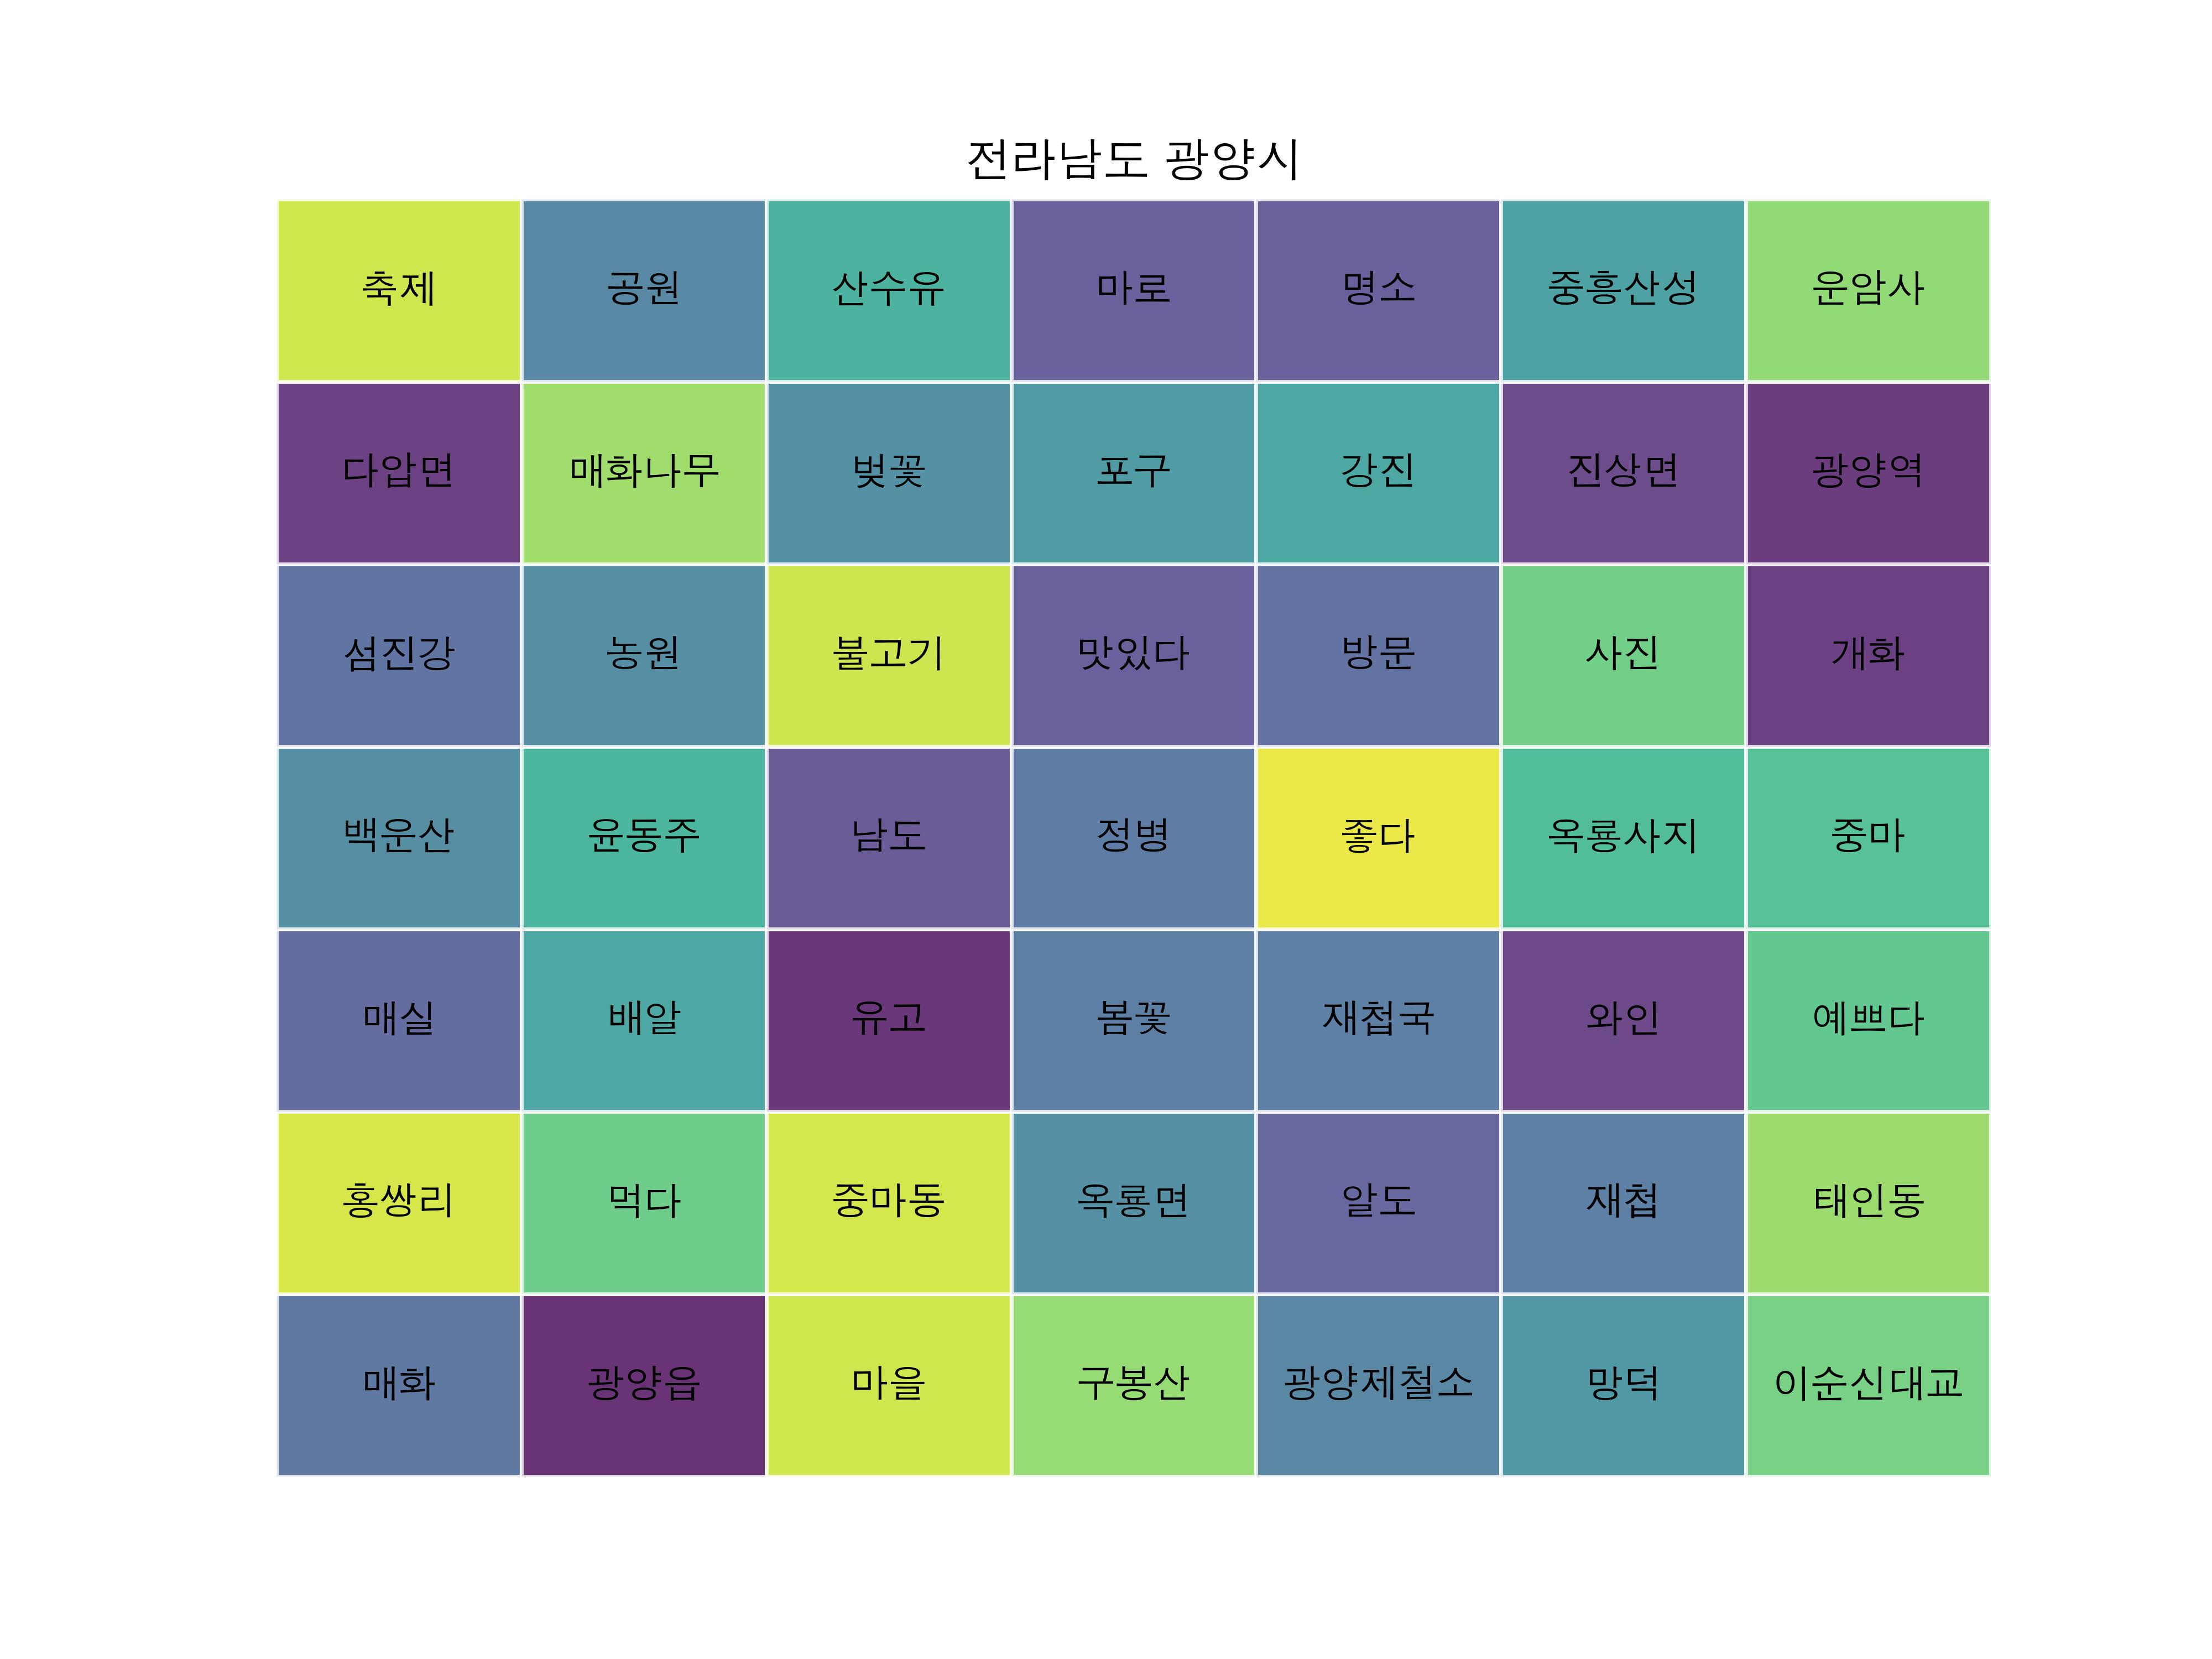 전라남도 광양시
축제 공원 산수유 마로 명소 중흥산성 운암사
다압면 매화나무 벚꽃 포구 강진 진상면 광양역
섬진강 농원 불고기 맛있다 방문 사진 개화
백운산 윤동주 남도 정병 좋다 옥룡사지 중마
매실 배알 유고 봄꽃 재첩국 와인 예쁘다
홍쌍리 먹다 중마동 옥룡면 알도 재첩 태인동
매화 광양읍 마을 구봉산 광양제철소 망덕 이순신대교